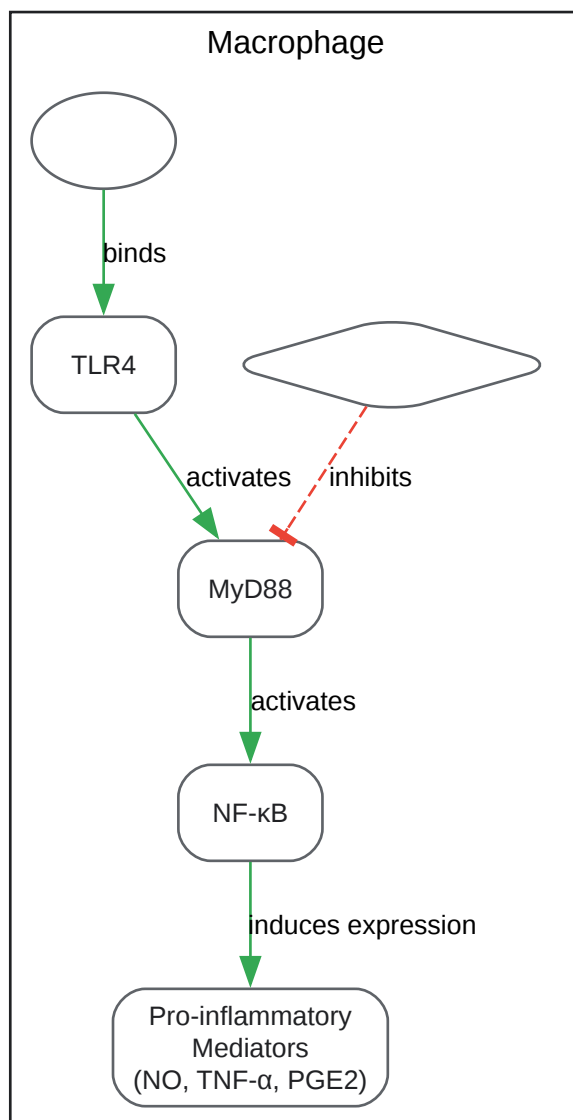 Macrophage
binds
TLR4
activates
inhibits
MyD88
activates
NF-κB
induces expression
Pro-inflammatory
Mediators
(NO, TNF-α, PGE2)